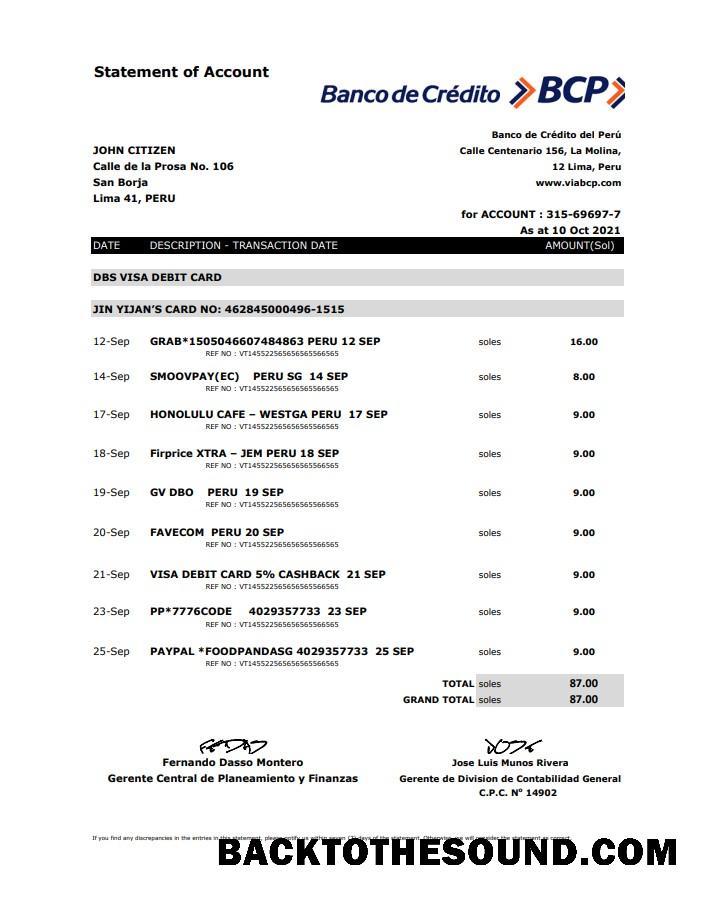 Statement of Account
Banco de Crédito BCP
Banco de Crédito del Perú
JOHN CITIZEN
Calle Centenario 156, La Molina,
Calle de la Prosa No. 106
12 Lima, Peru
San Borja
www.viabcp.com
Lima 41, PERU
for ACCOUNT : 315-69697-7
As at 10 Oct 2021
DATE DESCRIPTION - TRANSACTION DATE AMOUNT(Sol)
DBS VISA DEBIT CARD
JIN YIJAN’S CARD NO: 462845000496-1515
12-Sep GRAB*1505046607484863 PERU 12 SEP soles 16.00
REF NO : VT145522565656565566565
14-Sep SMOOVPAY(EC) PERU SG 14 SEP soles 8.00
REF NO : VT145522565656565566565
17-Sep HONOLULU CAFE – WESTGA PERU 17 SEP soles 9.00
REF NO : VT145522565656565566565
18-Sep Firprice XTRA – JEM PERU 18 SEP soles 9.00
REF NO : VT145522565656565566565
19-Sep GV DBO PERU 19 SEP soles 9.00
REF NO : VT145522565656565566565
20-Sep FAVECOM PERU 20 SEP soles 9.00
REF NO : VT145522565656565566565
21-Sep VISA DEBIT CARD 5% CASHBACK 21 SEP soles 9.00
REF NO : VT145522565656565566565
23-Sep PP*7776CODE 4029357733 23 SEP soles 9.00
REF NO : VT145522565656565566565
25-Sep PAYPAL *FOODPANDASG 4029357733 25 SEP soles 9.00
REF NO : VT145522565656565566565
TOTAL soles 87.00
GRAND TOTAL soles 87.00
Fernando Dasso Montero
Gerente Central de Planeamiento y Finanzas
Jose Luis Munos Rivera
Gerente de Division de Contabilidad General
C.P.C. Nº 14902
If you find any discrepancies in the entries in this statement, please notify us within seven (7) days of the statement. Otherwise, we will consider the statement as correct.
BACKTOTHESOUND.COM